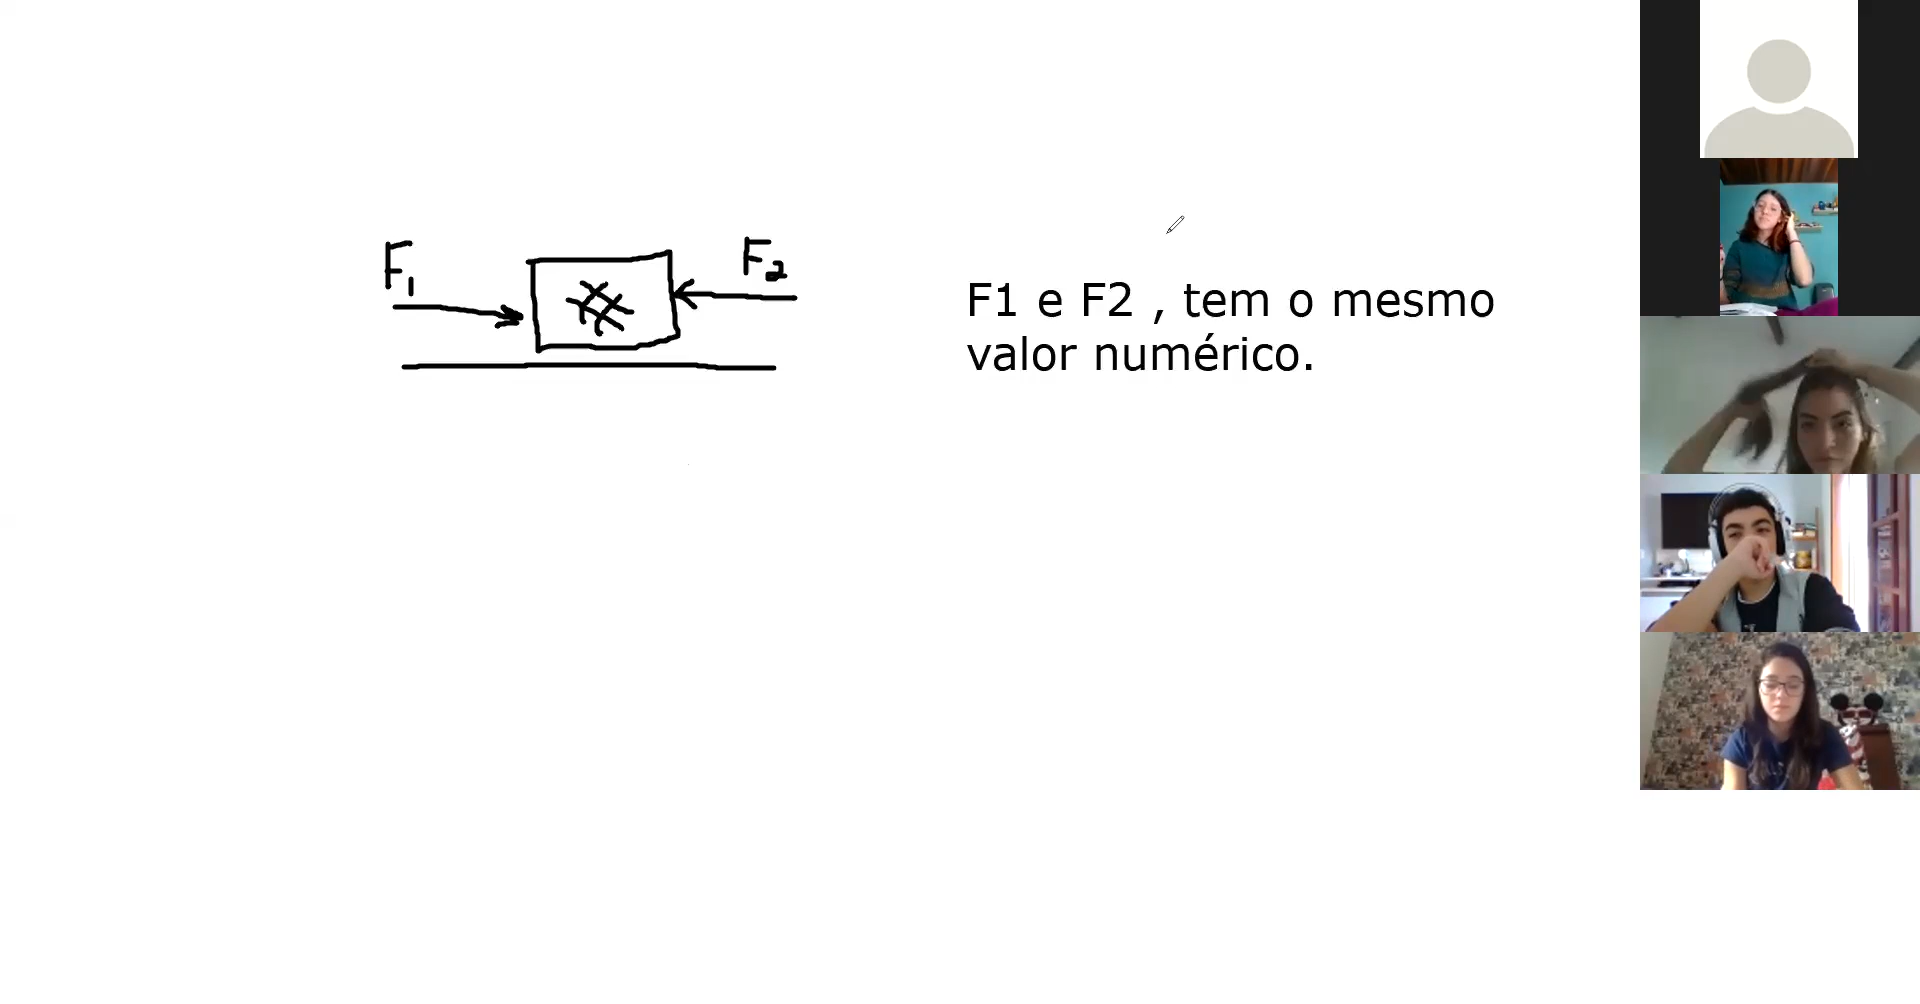 F1
F2
F1 e F2 , tem o mesmo
valor numérico.